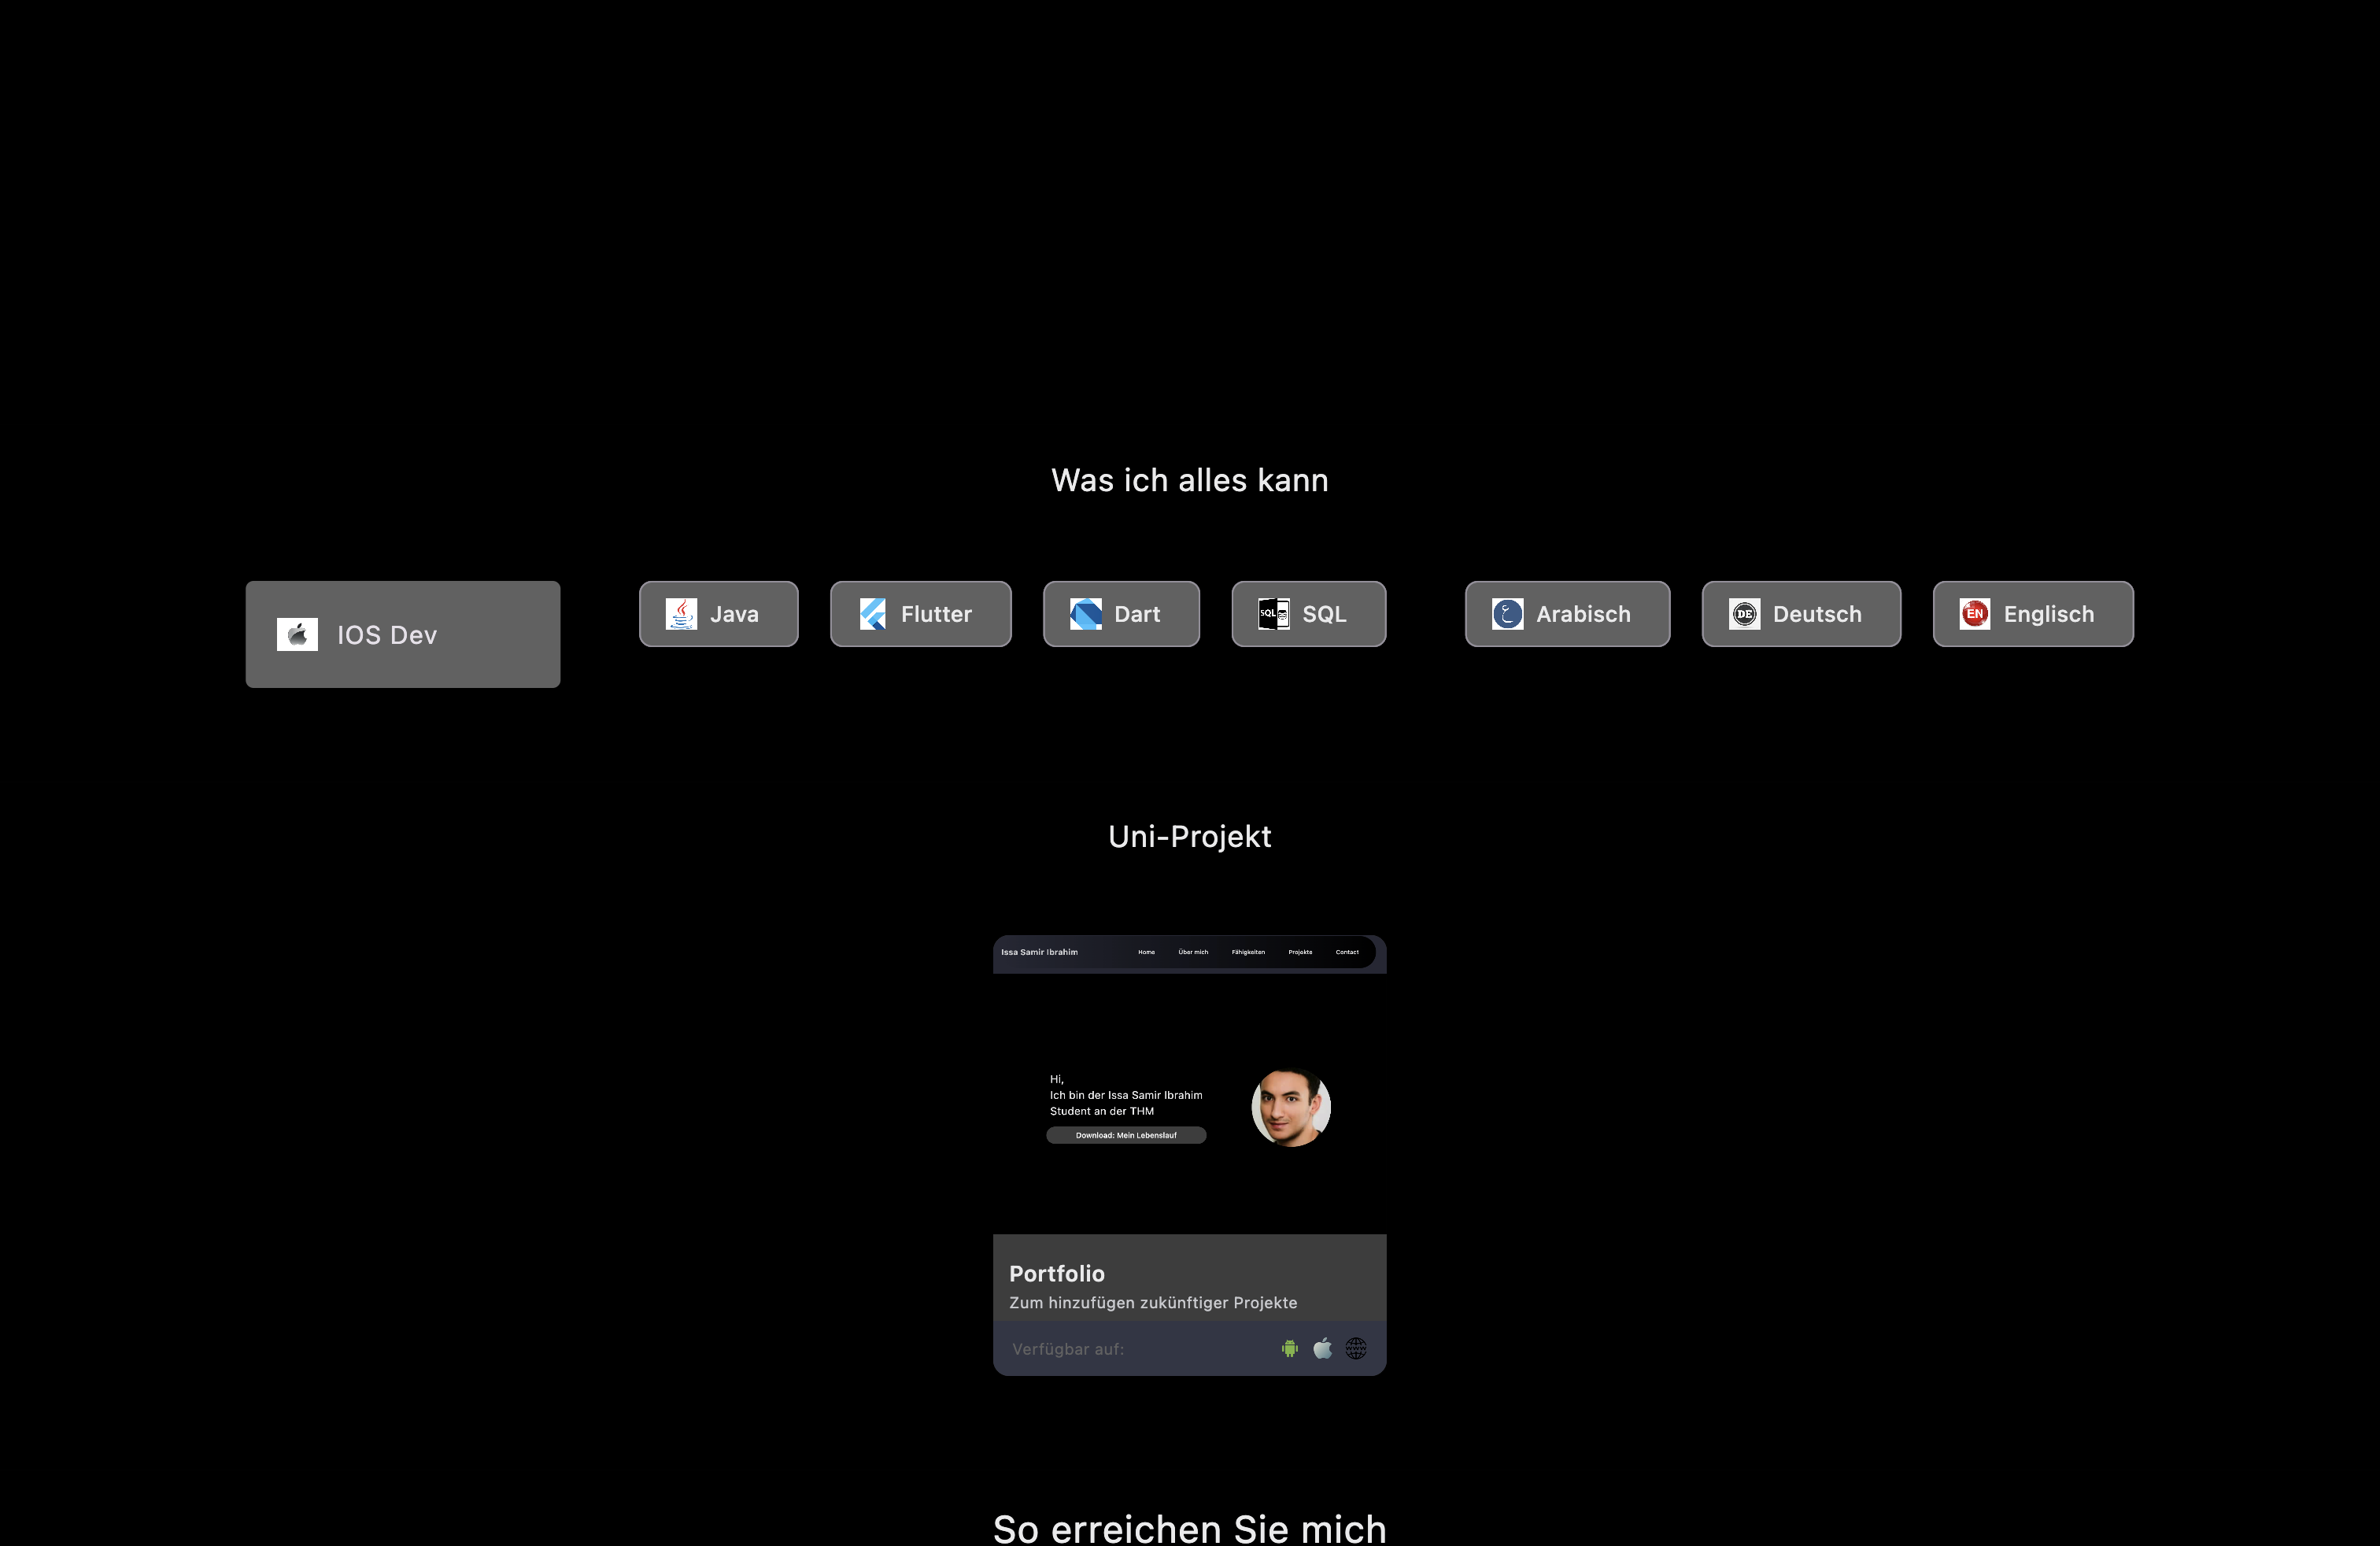 Was ich alles kann
IOS Dev
Java
Flutter
Dart
SQL
SQL
ع
Arabisch
DE
Deutsch
EN
Englisch
Uni-Projekt
Issa Samir Ibrahim
Home
Über mich
Fähigkeiten
Projekte
Contact
Hi,
Ich bin der Issa Samir Ibrahim
Student an der THM
Download: Mein Lebenslauf
Portfolio
Zum hinzufügen zukünftiger Projekte
Verfügbar auf:
So erreichen Sie mich